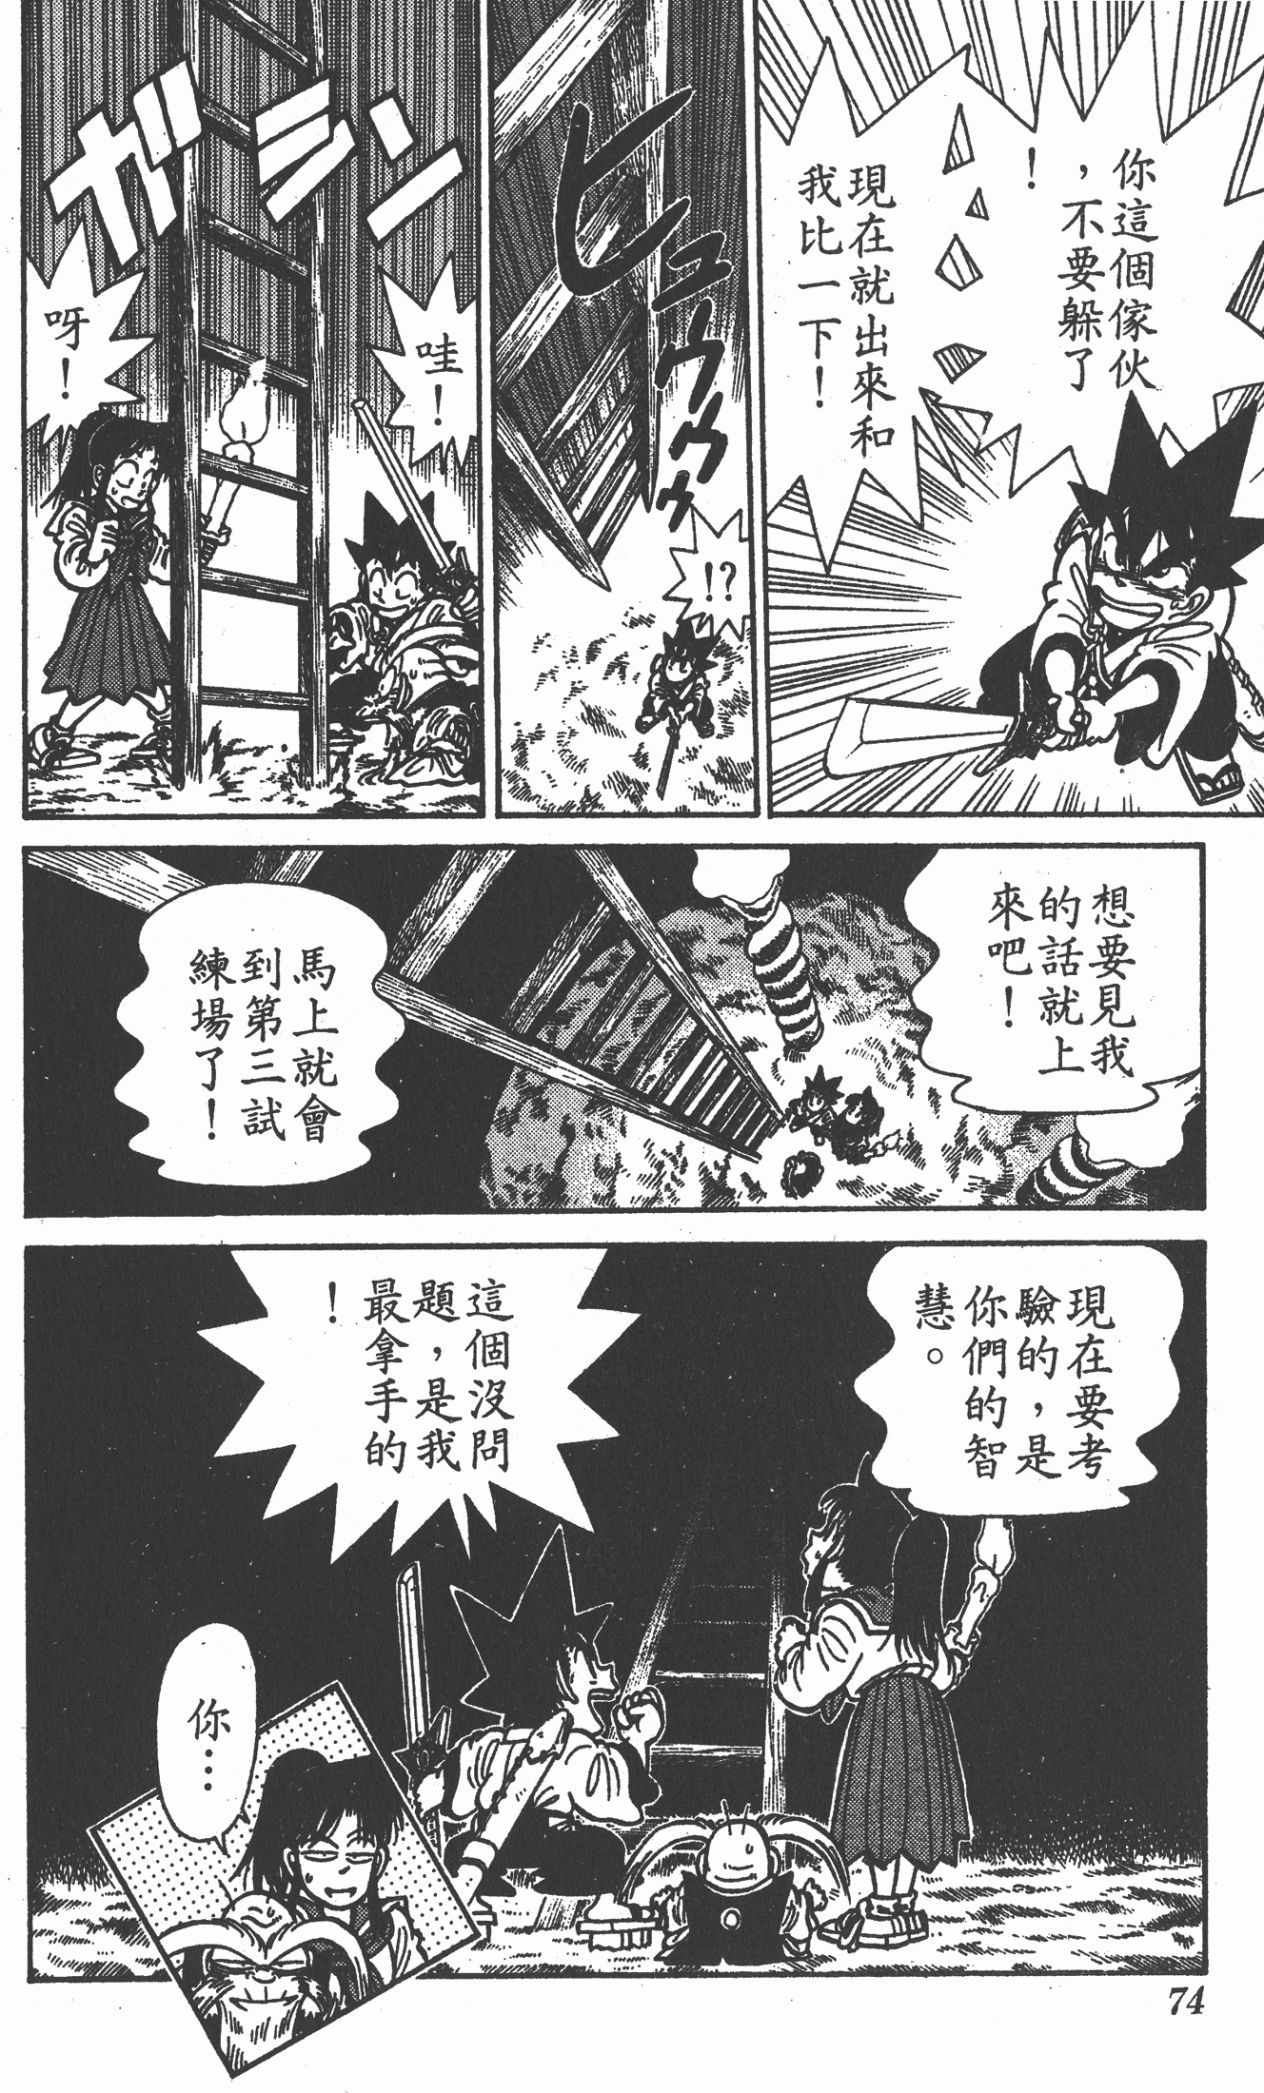 你這個傢伙
，不要躲了
！
現在就出來和
我比一下！
ヒュウウウウ
！？
ガシン
哇！
呀！
想要見我
的話就上
來吧！
馬上就會
到第三試
練場了！
現在要考
驗的，是
你們的智
慧。
這個沒問
題，是我
最拿手的
！
你…
74